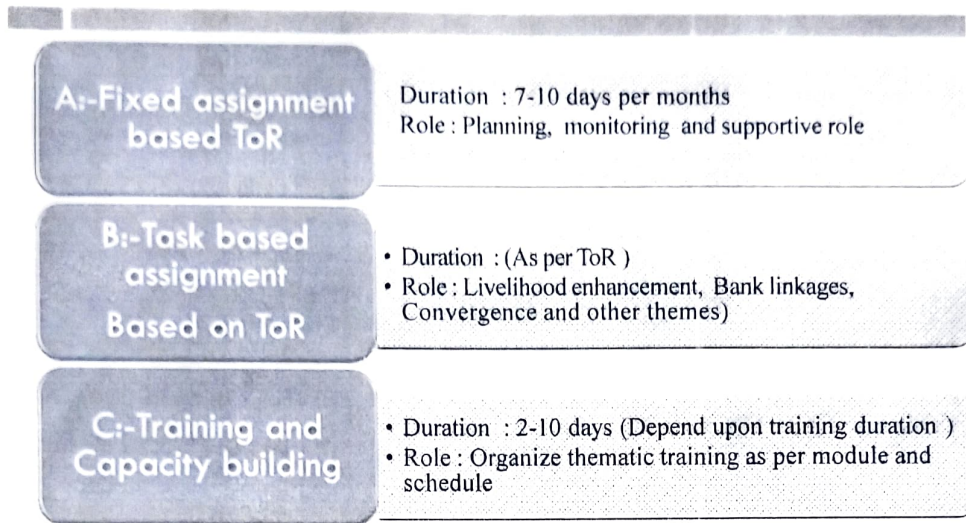 A:-Fixed assignment
based ToR
Duration : 7-10 days per months
Role : Planning, monitoring and supportive role
B:-Task based
assignment
Based on ToR
• Duration : (As per ToR )
• Role : Livelihood enhancement, Bank linkages,
Convergence and other themes)
C:-Training and
Capacity building
• Duration : 2-10 days (Depend upon training duration )
• Role : Organize thematic training as per module and
schedule